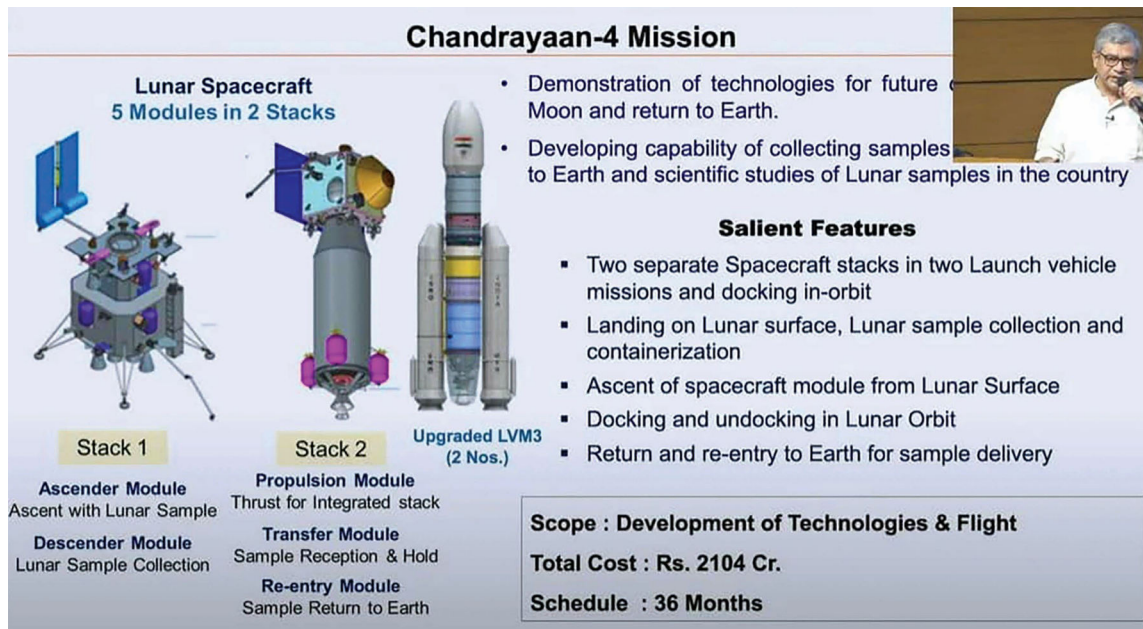 Chandrayaan-4 Mission
Lunar Spacecraft
5 Modules in 2 Stacks
Stack 1
Ascender Module
Ascent with Lunar Sample
Descender Module
Lunar Sample Collection
Stack 2
Propulsion Module
Thrust for Integrated stack
Transfer Module
Sample Reception & Hold
Re-entry Module
Sample Return to Earth
Upgraded LVM3
(2 Nos.)
• Demonstration of technologies for future
Moon and return to Earth.
• Developing capability of collecting samples
to Earth and scientific studies of Lunar samples in the country
Salient Features
▪ Two separate Spacecraft stacks in two Launch vehicle
missions and docking in-orbit
▪ Landing on Lunar surface, Lunar sample collection and
containerization
▪ Ascent of spacecraft module from Lunar Surface
▪ Docking and undocking in Lunar Orbit
▪ Return and re-entry to Earth for sample delivery
Scope : Development of Technologies & Flight
Total Cost : Rs. 2104 Cr.
Schedule : 36 Months